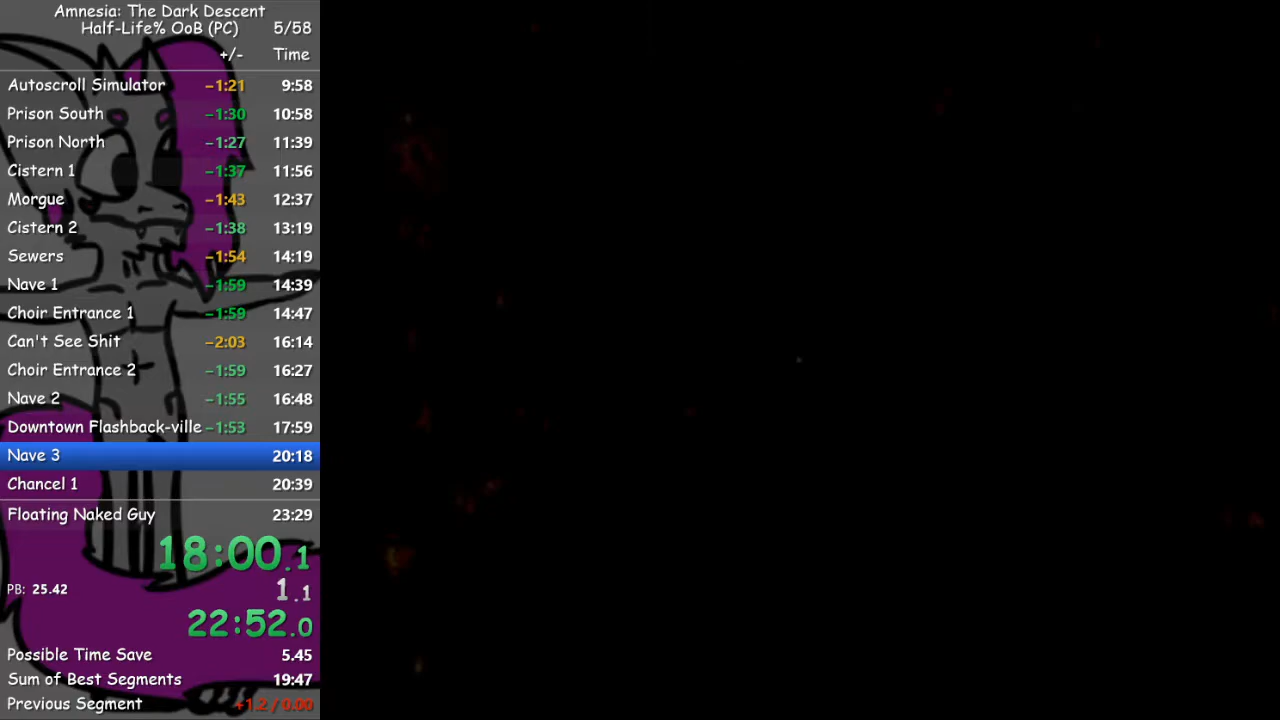 Amnesia: The Dark Descent
Half-Life% OoB (PC) 5/58
+/- Time
Autoscroll Simulator −1:21 9:58
Prison South −1:30 10:58
Prison North −1:27 11:39
Cistern 1 −1:37 11:56
Morgue −1:43 12:37
Cistern 2 −1:38 13:19
Sewers −1:54 14:19
Nave 1 −1:59 14:39
Choir Entrance 1 −1:59 14:47
Can't See Shit −2:03 16:14
Choir Entrance 2 −1:59 16:27
Nave 2 −1:55 16:48
Downtown Flashback-ville −1:53 17:59
Nave 3 20:18
Chancel 1 20:39
Floating Naked Guy 23:29
18:00.1
PB: 25.42 1.1
22:52.0
Possible Time Save 5.45
Sum of Best Segments 19:47
Previous Segment +1.2 / 0.00